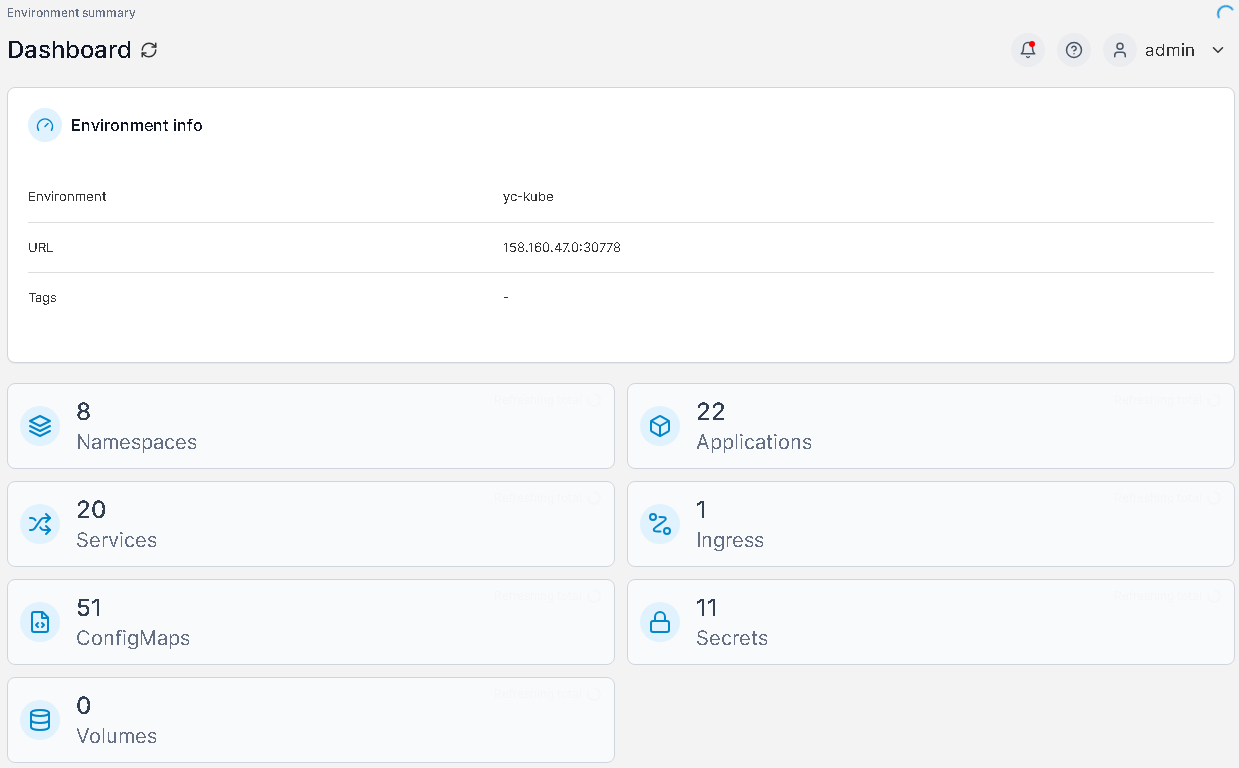 Environment summary
Dashboard
admin
Environment info
Environment yc-kube
URL 158.160.47.0:30778
Tags -
8
Namespaces
22
Applications
20
Services
1
Ingress
51
ConfigMaps
11
Secrets
0
Volumes